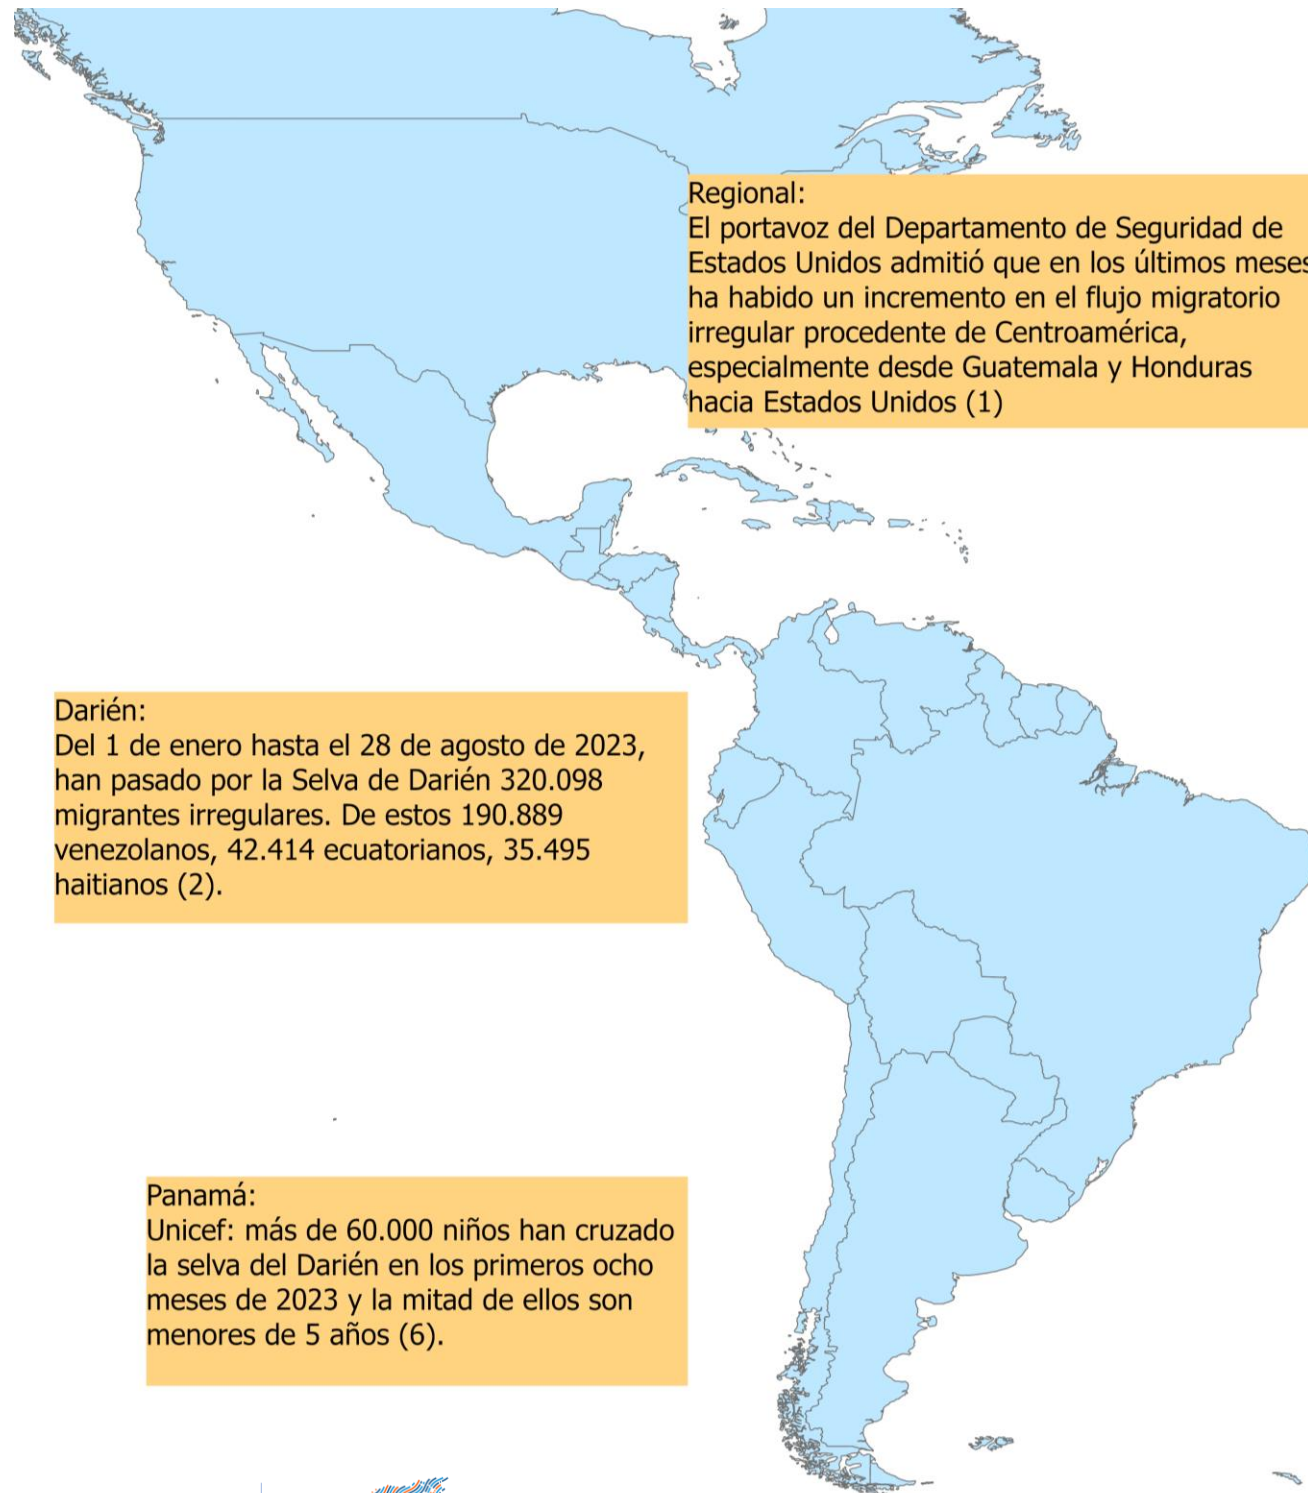 Regional:
El portavoz del Departamento de Seguridad de
Estados Unidos admitió que en los últimos meses
ha habido un incremento en el flujo migratorio
irregular procedente de Centroamérica,
especialmente desde Guatemala y Honduras
hacia Estados Unidos (1)
Darién:
Del 1 de enero hasta el 28 de agosto de 2023,
han pasado por la Selva de Darién 320.098
migrantes irregulares. De estos 190.889
venezolanos, 42.414 ecuatorianos, 35.495
haitianos (2).
Panamá:
Unicef: más de 60.000 niños han cruzado
la selva del Darién en los primeros ocho
meses de 2023 y la mitad de ellos son
menores de 5 años (6).